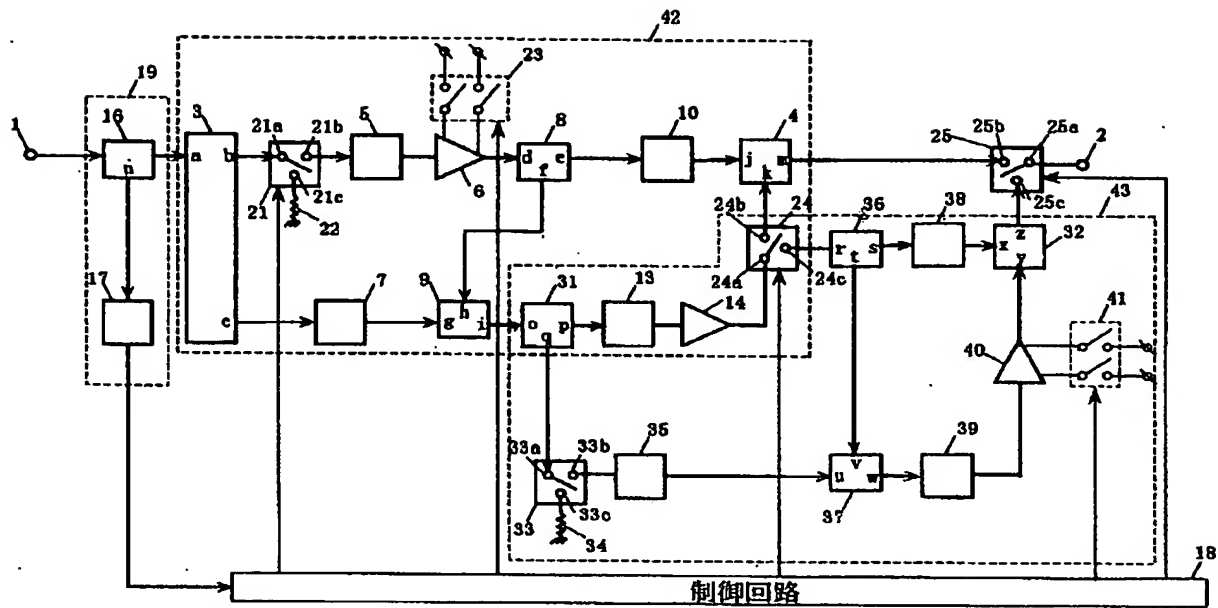 42
23
19
16
3
5
8
10
4
1
n
a
b
21a
21b
d
e
f
j
k
m
25
25b
25a
2
6
21c
21
22
25c
43
24b
24
36
38
32
17
24a
24c
r
s
t
x
z
y
c
7
9
h
g
i
31
o
p
q
13
14
41
40
33a
33b
35
39
33
33c
34
u
v
w
37
18
制御回路